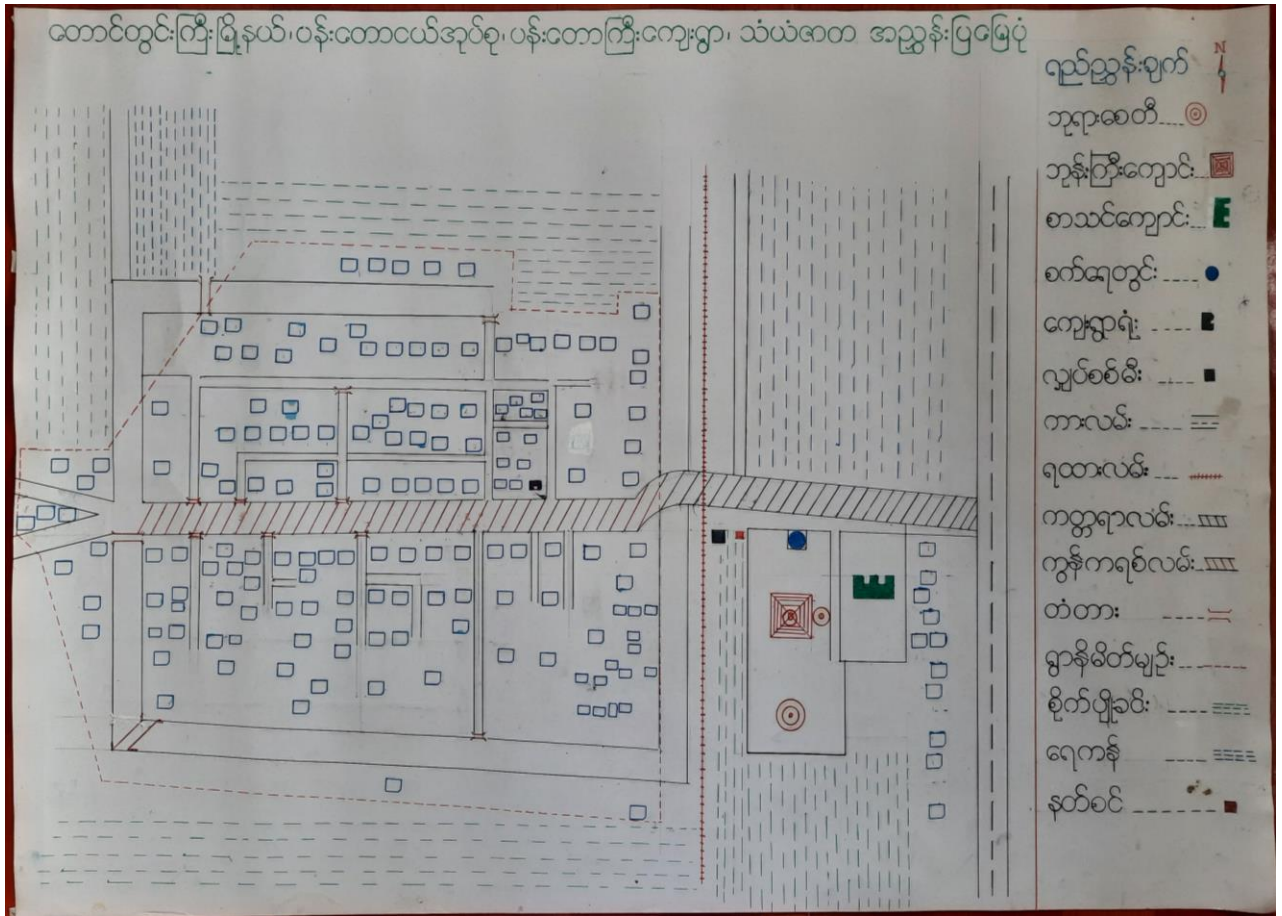 တောင်တွင်းကြီးမြို့နယ်၊ပန်းတောငယ်အုပ်စု၊ပန်းတောကြီးကျေးရွာ၊ သံယံဇာတ အညွှန်းပြမြေပုံ
N
ရည်ညွှန်းချက်
ဘုရားစေတီ
ဘုန်းကြီးကျောင်း
စာသင်ကျောင်း
စက်ရေတွင်း
ကျေးရွာရုံး
လျှပ်စစ်မီး
ကားလမ်း
ရထားလမ်း
ကတ္တရာလမ်း
ကွန်ကရစ်လမ်း
တံတား
ရွာနိမိတ်မျဉ်း
စိုက်ပျိုခင်း
ရေကန်
နတ်စင်